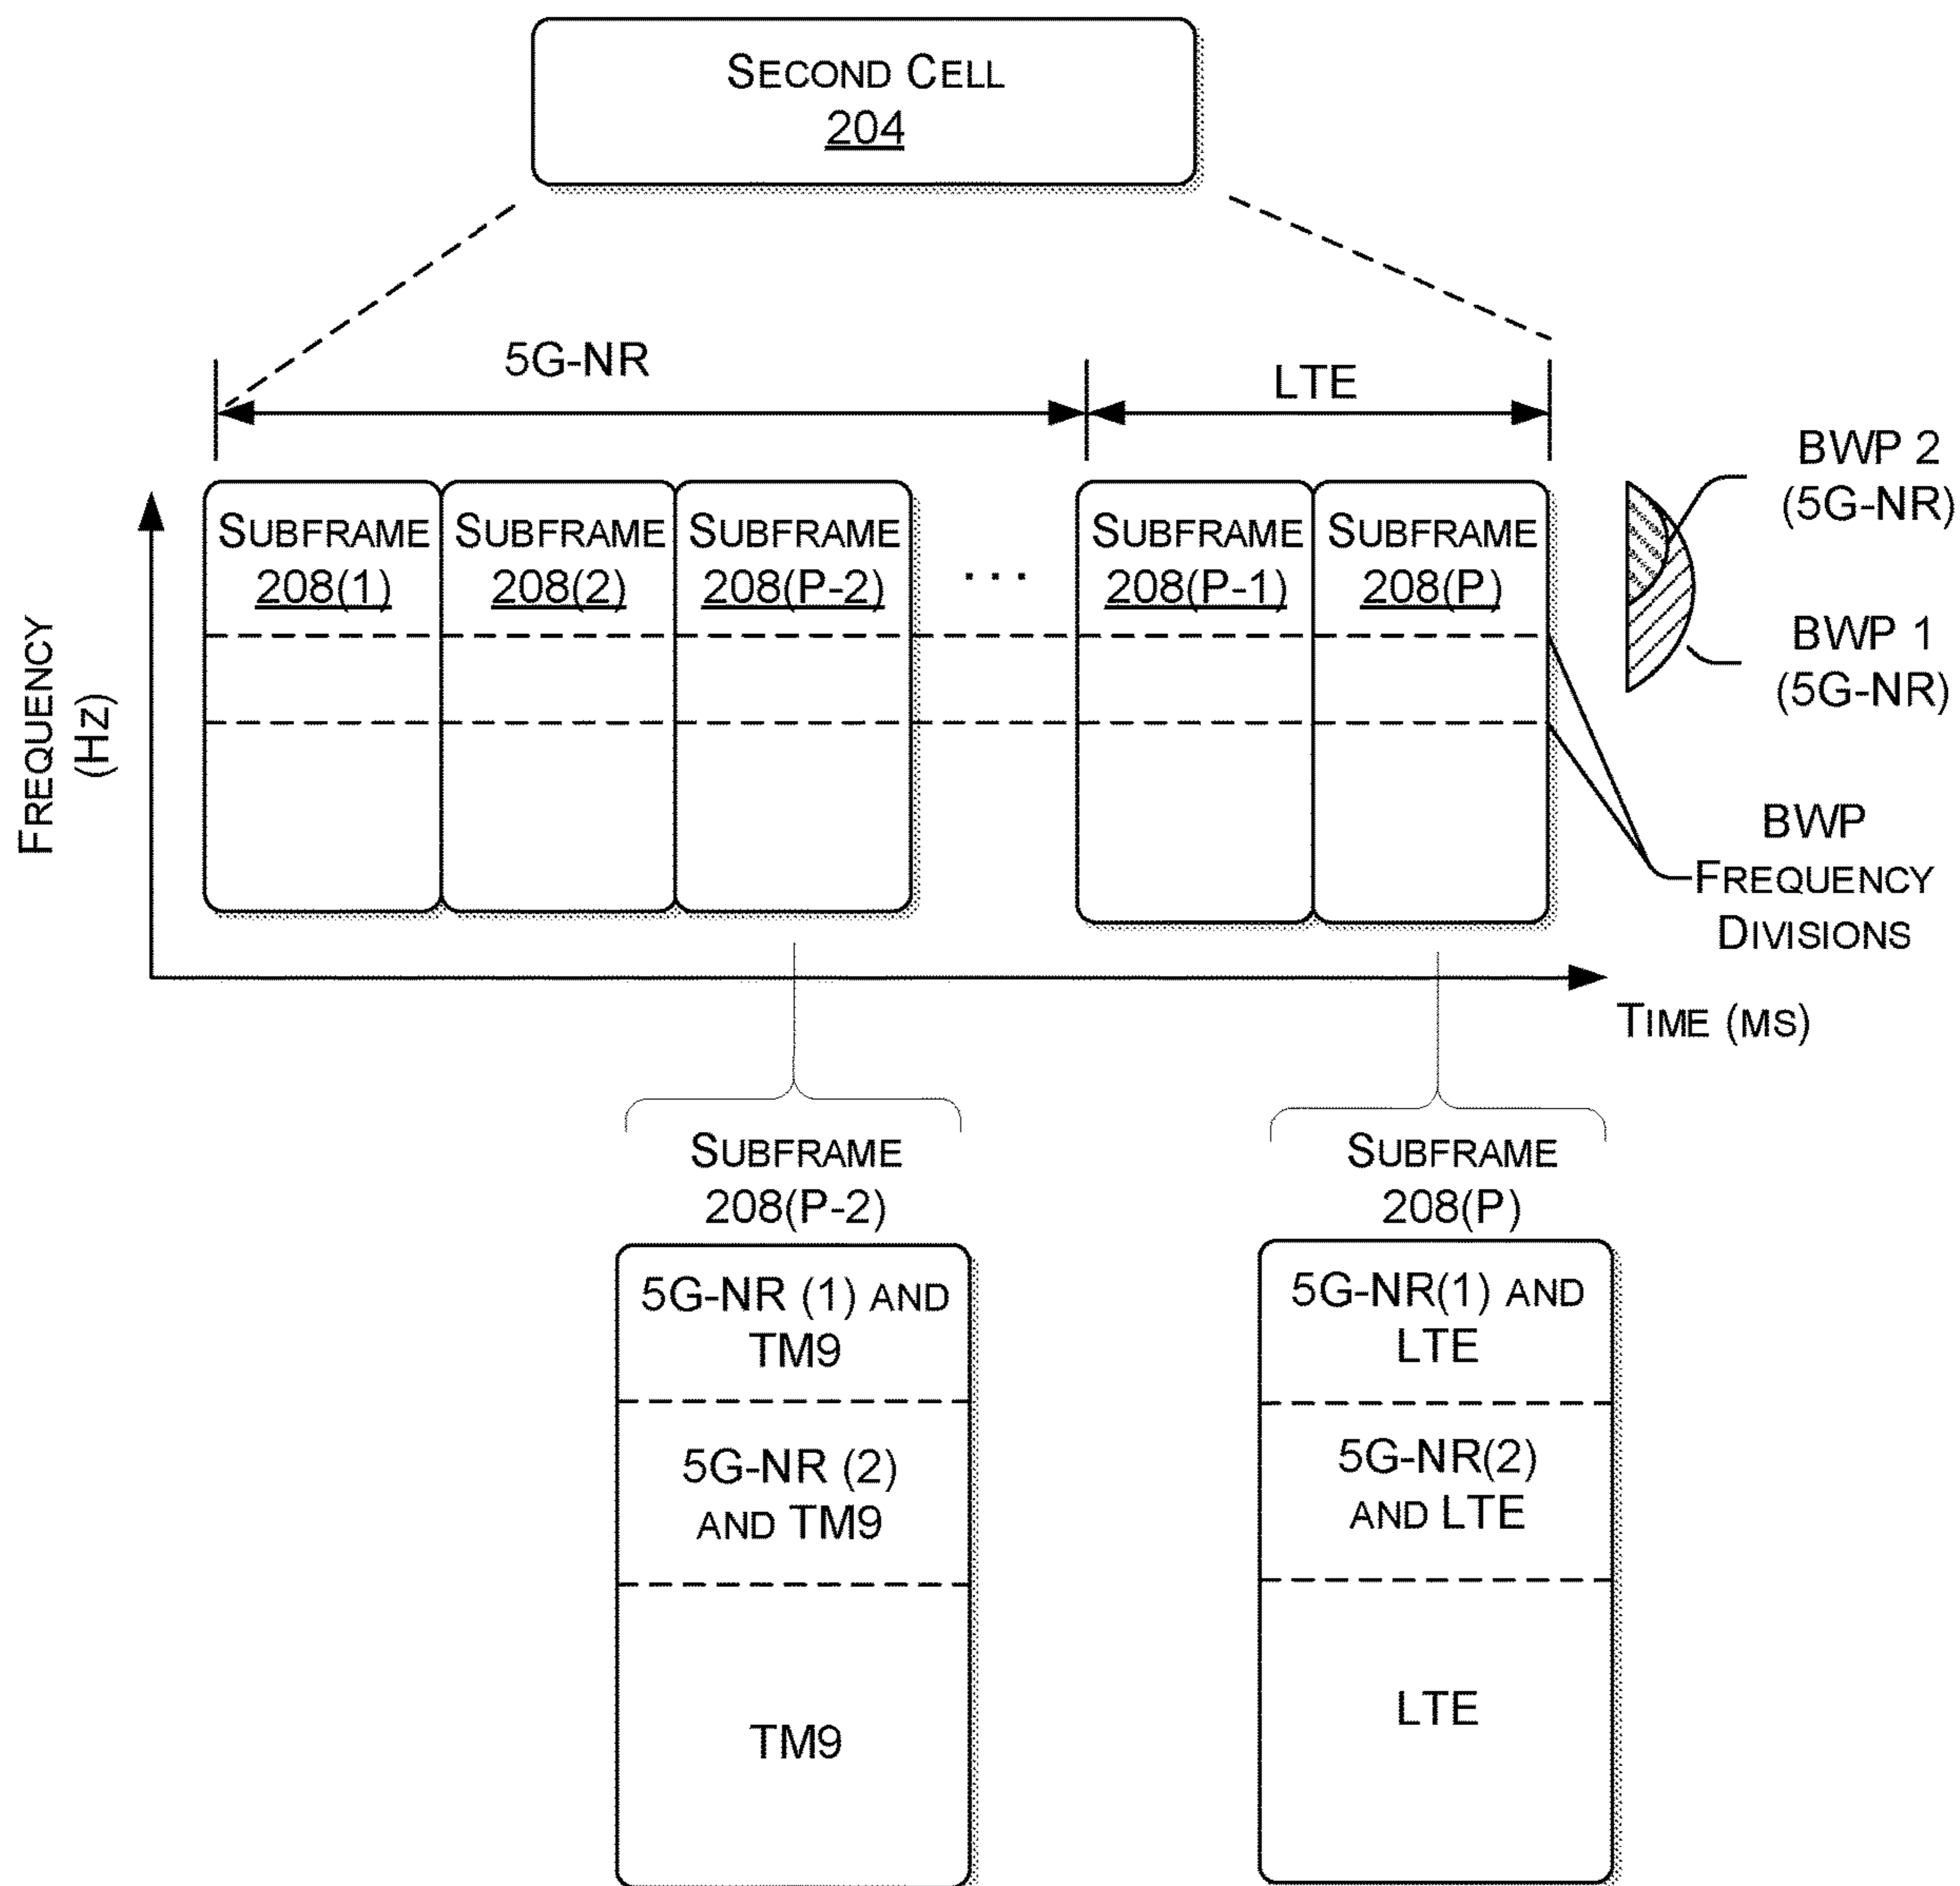 SECOND CELL
204
5G-NR
LTE
BWP 2
(5G-NR)
SUBFRAME
208(1)
SUBFRAME
208(2)
SUBFRAME
208(P-2)
...
SUBFRAME
208(P-1)
SUBFRAME
208(P)
BWP 1
(5G-NR)
FREQUENCY
(HZ)
BWP
FREQUENCY
DIVISIONS
TIME (MS)
SUBFRAME
208(P-2)
5G-NR (1) AND
TM9
5G-NR (2)
AND TM9
TM9
SUBFRAME
208(P)
5G-NR(1) AND
LTE
5G-NR(2)
AND LTE
LTE